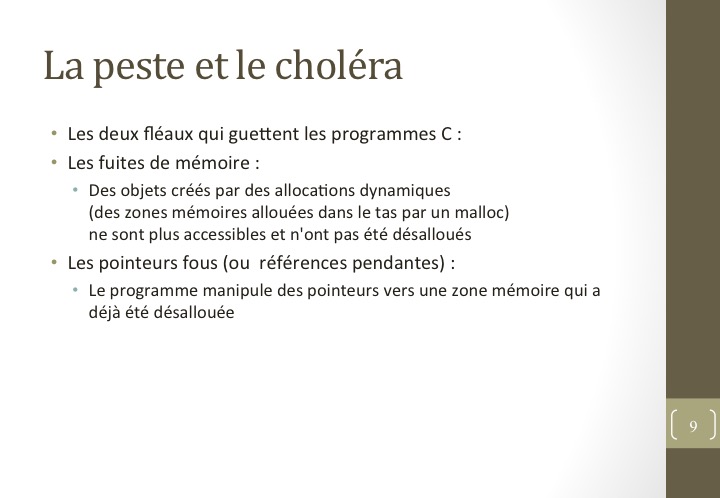 La peste et le choléra
• Les deux fléaux qui guettent les programmes C :
• Les fuites de mémoire :
• Des objets créés par des allocations dynamiques
(des zones mémoires allouées dans le tas par un malloc)
ne sont plus accessibles et n'ont pas été désalloués
• Les pointeurs fous (ou  références pendantes) :
• Le programme manipule des pointeurs vers une zone mémoire qui a
déjà été désallouée
9